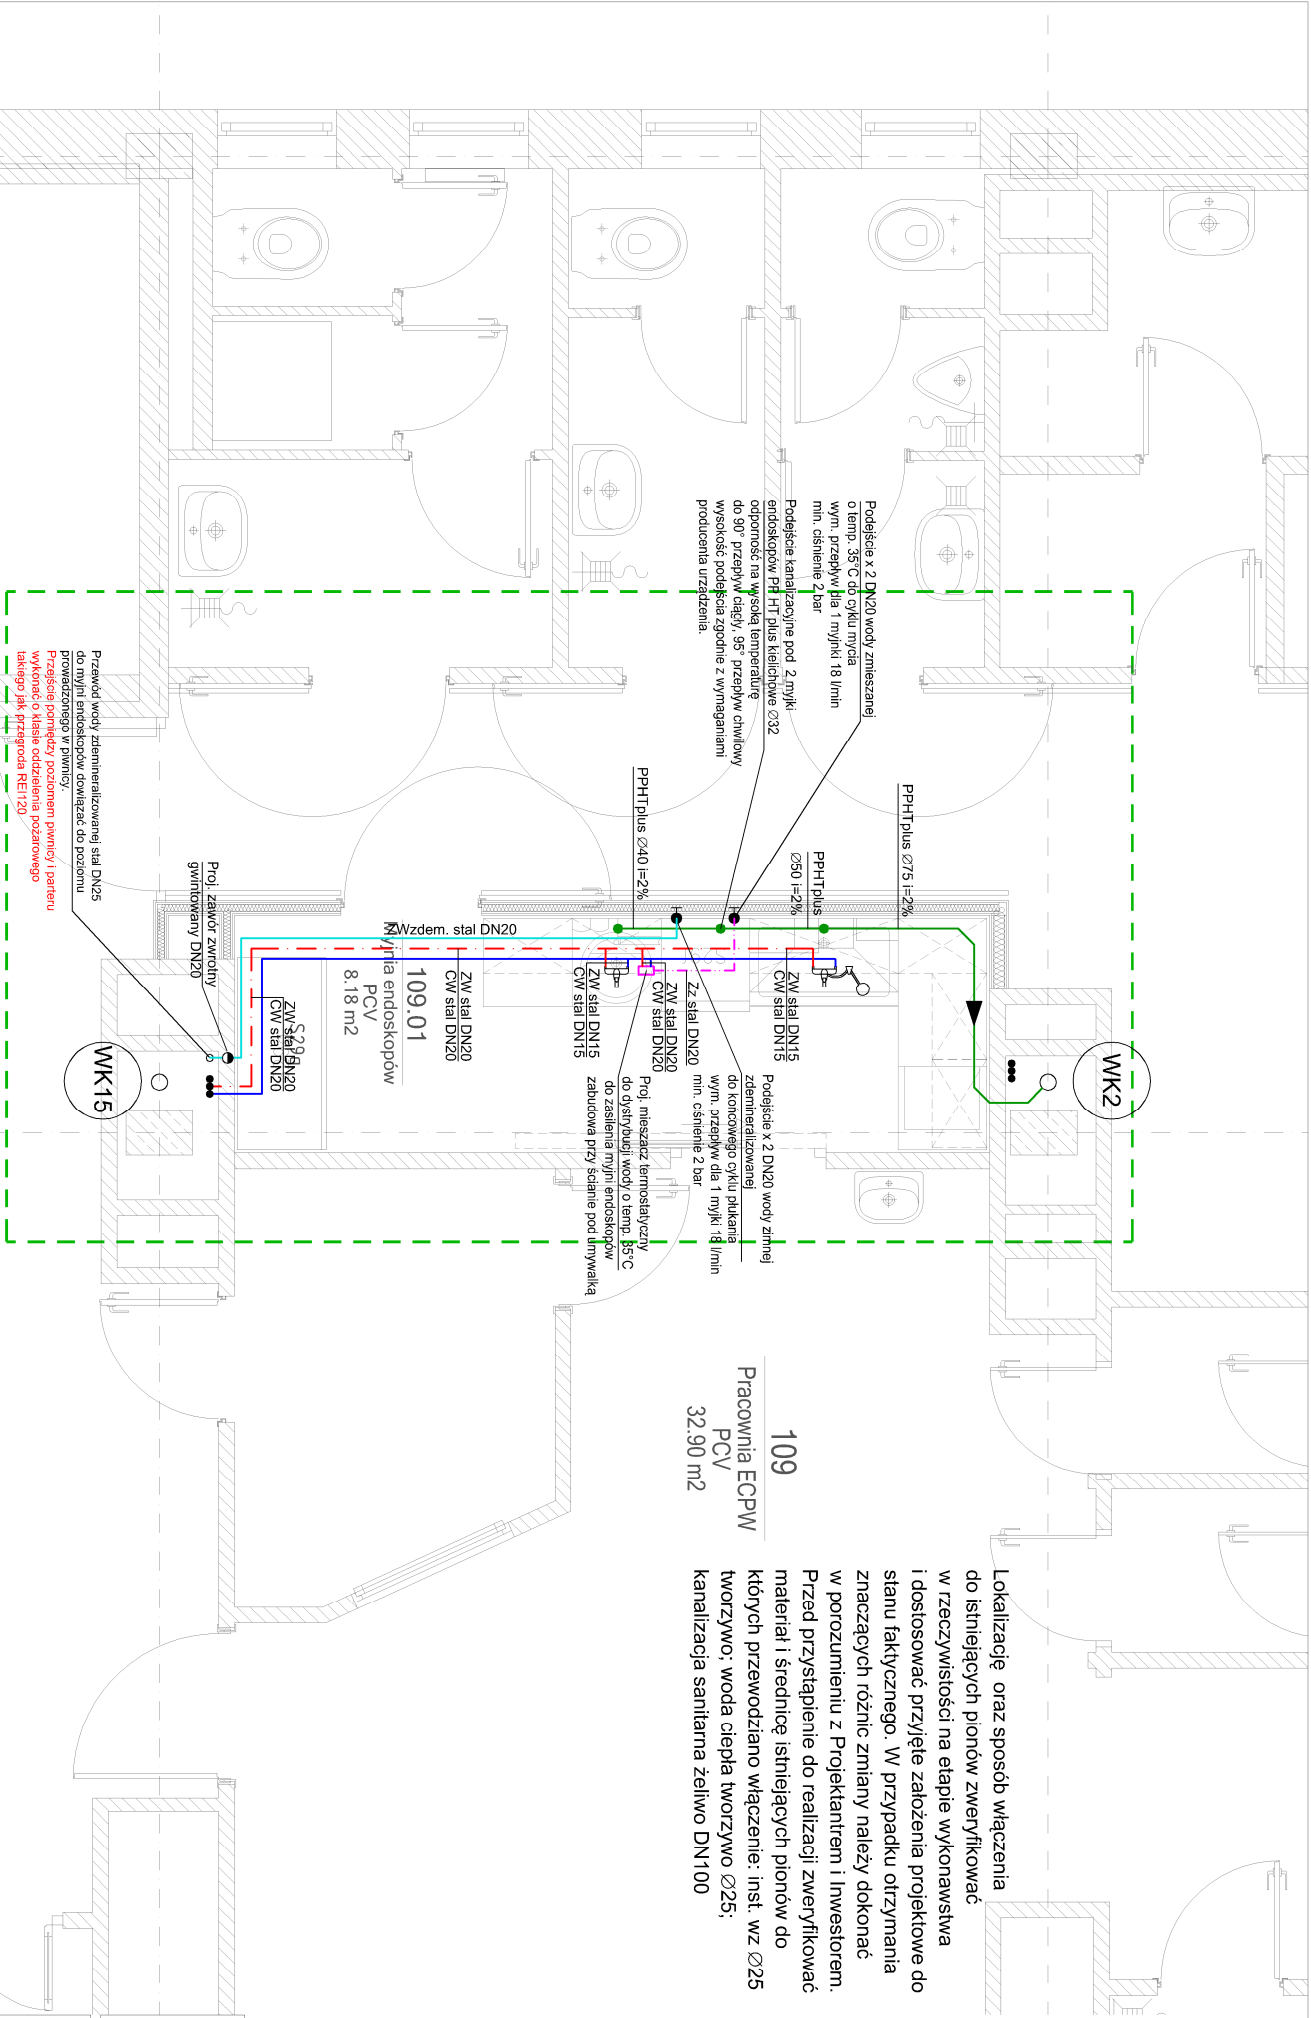 Podejście x 2 DN20 wody zmieszanej
o temp. 35°C do cyklu mycia
wym. przepływ dla 1 myjnki 18 l/min
min. ciśnienie 2 bar
Podejście kanalizacyjne pod 2 myjki
endoskopów PP HT plus kielichowe ∅32
odporność na wysoką temperaturę
do 90° przepływ ciągły, 95° przepływ chwilowy
wysokość podejścia zgodnie z wymaganiami
producenta urządzenia.
Przewód wody zdemineralizowanej stal DN25
do myjni endoskopów dowiązać do poziomu
prowadzonego w piwnicy.
Przejście pomiędzy poziomem piwnicy i parteru
wykonać o klasie oddzielenia pożarowego
takiego jak przegroda REI120
PPHTplus ∅75 i=2%
PPHTplus
∅50 i=2%
PPHTplus ∅40 i=2%
Proj. zawór zwrotny
gwintowany DN20
ZWzdem. stal DN20
109.01
Myjnia endoskopów
PCV
8.18 m2
ZW stal DN15
CW stal DN15
Zz stal DN20
ZW stal DN20
CW stal DN20
ZW stal DN15
CW stal DN15
ZW stal DN20
CW stal DN20
ZW stal DN20
CW stal DN20
WK2
WK15
Podejście x 2 DN20 wody zimnej
zdemineralizowanej
do końcowego cyklu płukania
wym. przepływ dla 1 myjki 18 l/min
min. ciśnienie 2 bar
Proj. mieszacz termostatyczny
do dystrybucji wody o temp. 35°C
do zasilenia myjni endoskopów
zabudowa przy ścianie pod umywalką
109
Pracownia ECPW
PCV
32.90 m2
Lokalizację oraz sposób włączenia
do istniejących pionów zweryfikować
w rzeczywistości na etapie wykonawstwa
i dostosować przyjęte założenia projektowe do
stanu faktycznego. W przypadku otrzymania
znaczących różnic zmiany należy dokonać
w porozumieniu z Projektantrem i Inwestorem.
Przed przystąpienie do realizacji zweryfikować
materiał i średnicę istniejących pionów do
których przewodziano włączenie: inst. wz ∅25
tworzywo; woda ciepła tworzywo ∅25;
kanalizacja sanitarna żeliwo DN100